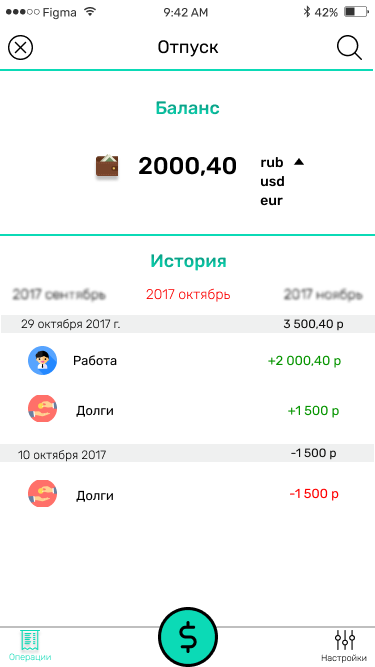 Figma 9:42 AM 42%
Отпуск
Баланс
2000,40 rub
usd
eur
История
2017 сентябрь 2017 октябрь 2017 ноябрь
29 октября 2017 г. 3 500,40 р
Работа +2 000,40 р
Долги +1 500 р
10 октября 2017 -1 500 р
Долги -1 500 р
$
Операции Настройки